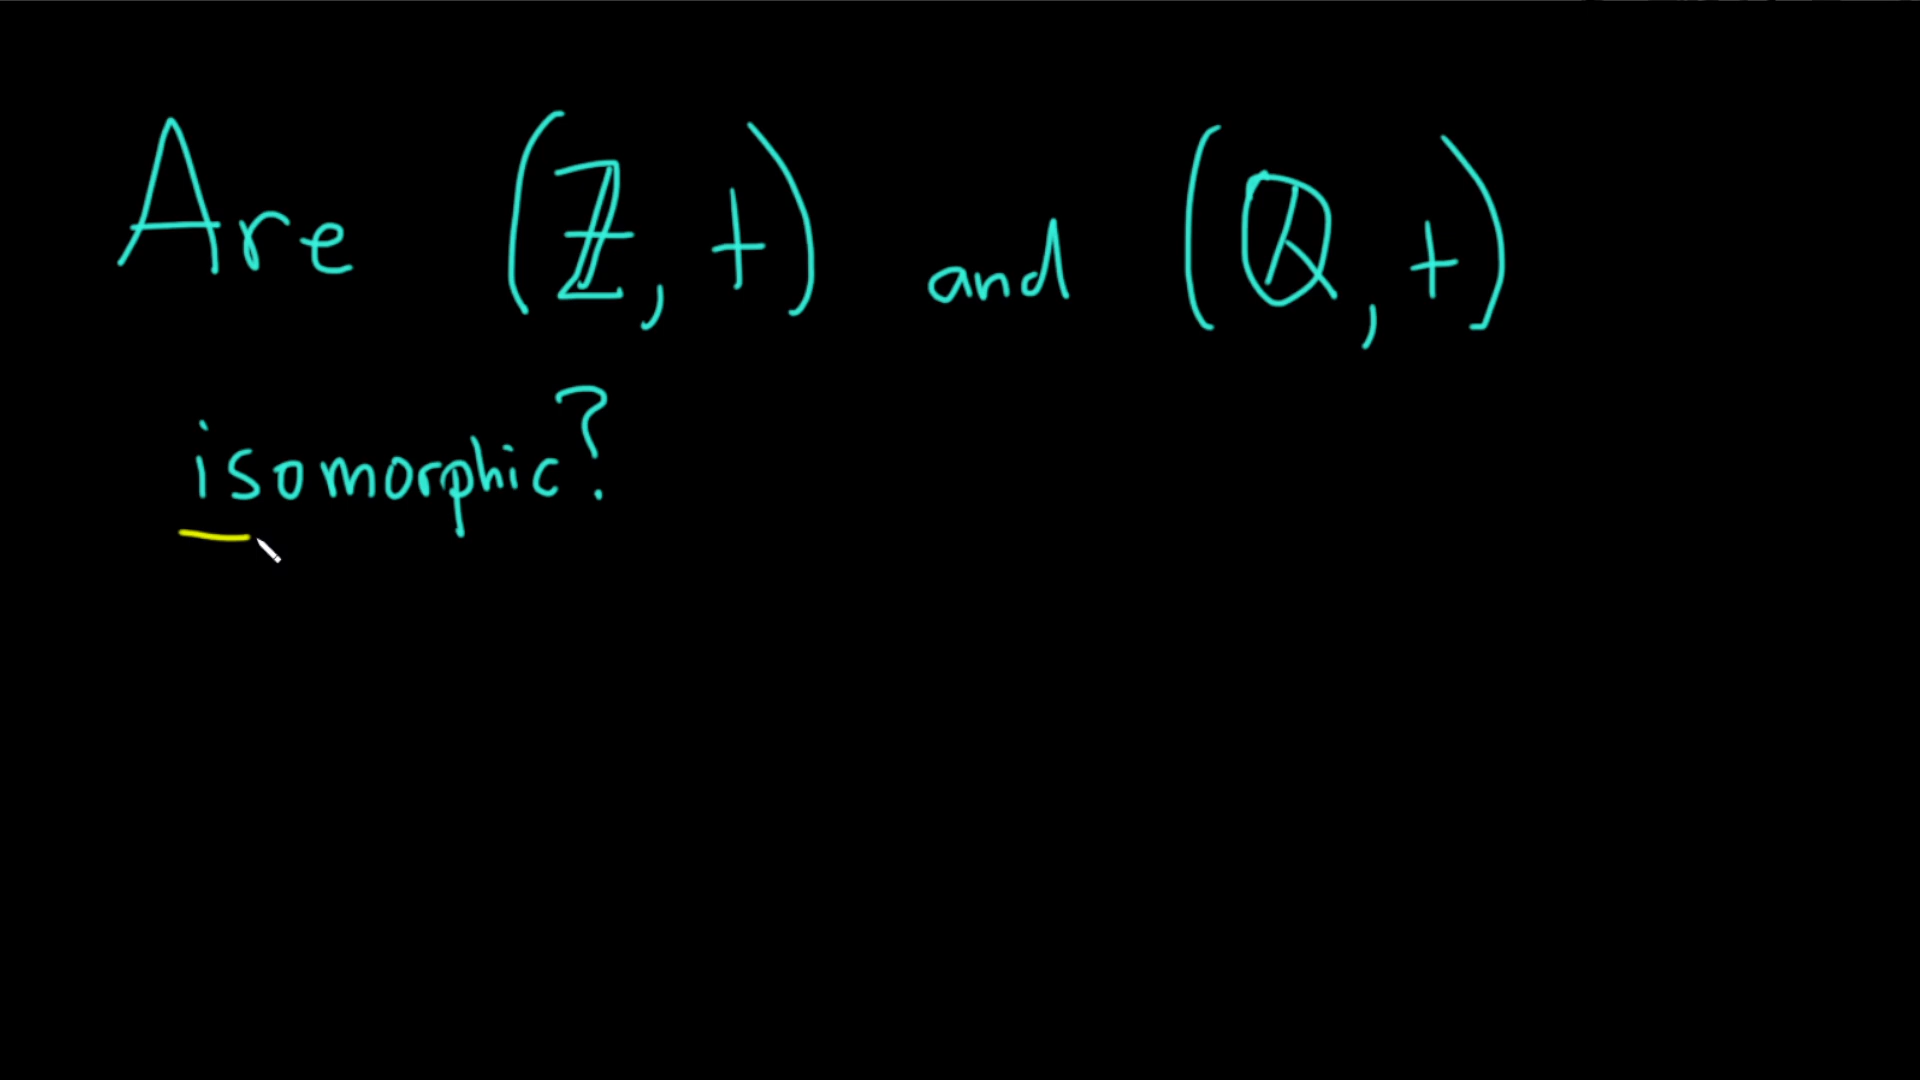 Are (ℤ, +) and (ℚ, +)
isomorphic?